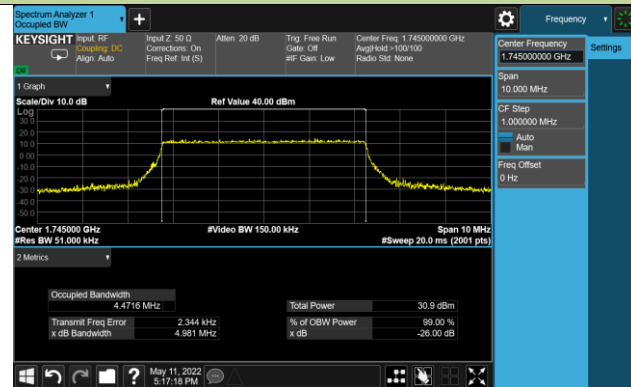 Spectrum Analyzer 1
Occupied BW
+
Frequency
KEYSIGHT
Input: RF
Coupling: DC
Align: Auto
Input Z: 50 Ω
Corrections: On
Freq Ref: Int (S)
Atten: 20 dB
Trig: Free Run
Gate: Off
#IF Gain: Low
Center Freq: 1.745000000 GHz
Avg|Hold:>100/100
Radio Std: None
LXI
Center Frequency
1.745000000 GHz
Settings
Span
10.000 MHz
CF Step
1.000000 MHz
Auto
Man
Freq Offset
0 Hz
1 Graph
Scale/Div 10.0 dB
Ref Value 40.00 dBm
Log
30.0
20.0
10.0
0.00
-10.0
-20.0
-30.0
-40.0
-50.0
Center 1.745000 GHz
#Video BW 150.00 kHz
Span 10 MHz
#Res BW 51.000 kHz
#Sweep 20.0 ms (2001 pts)
2 Metrics
Occupied Bandwidth
4.4716 MHz
Total Power 30.9 dBm
Transmit Freq Error 2.344 kHz
% of OBW Power 99.00 %
x dB Bandwidth 4.981 MHz
x dB -26.00 dB
?
May 11, 2022
5:17:18 PM